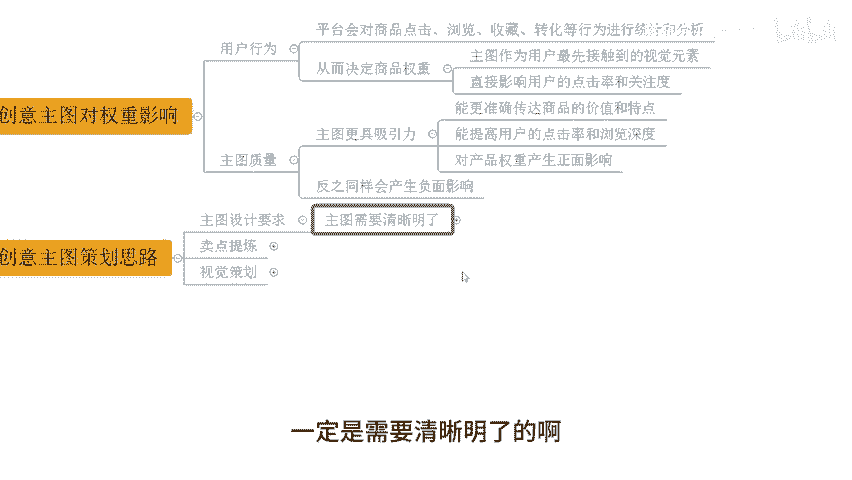 平台会对商品点击、浏览、收藏、转化等行为进行统计和分析
用户行为
主图作为用户最先接触到的视觉元素
从而决定商品权重
直接影响用户的点击率和关注度
创意主图对权重影响
能更准确传达商品的价值和特点
主图更具吸引力
能提高用户的点击率和浏览深度
主图质量
对产品权重产生正面影响
反之同样会产生负面影响
主图设计要求
主图需要清晰明了
卖点提炼
创意主图策划思路
视觉策划
一定是需要清晰明了的啊